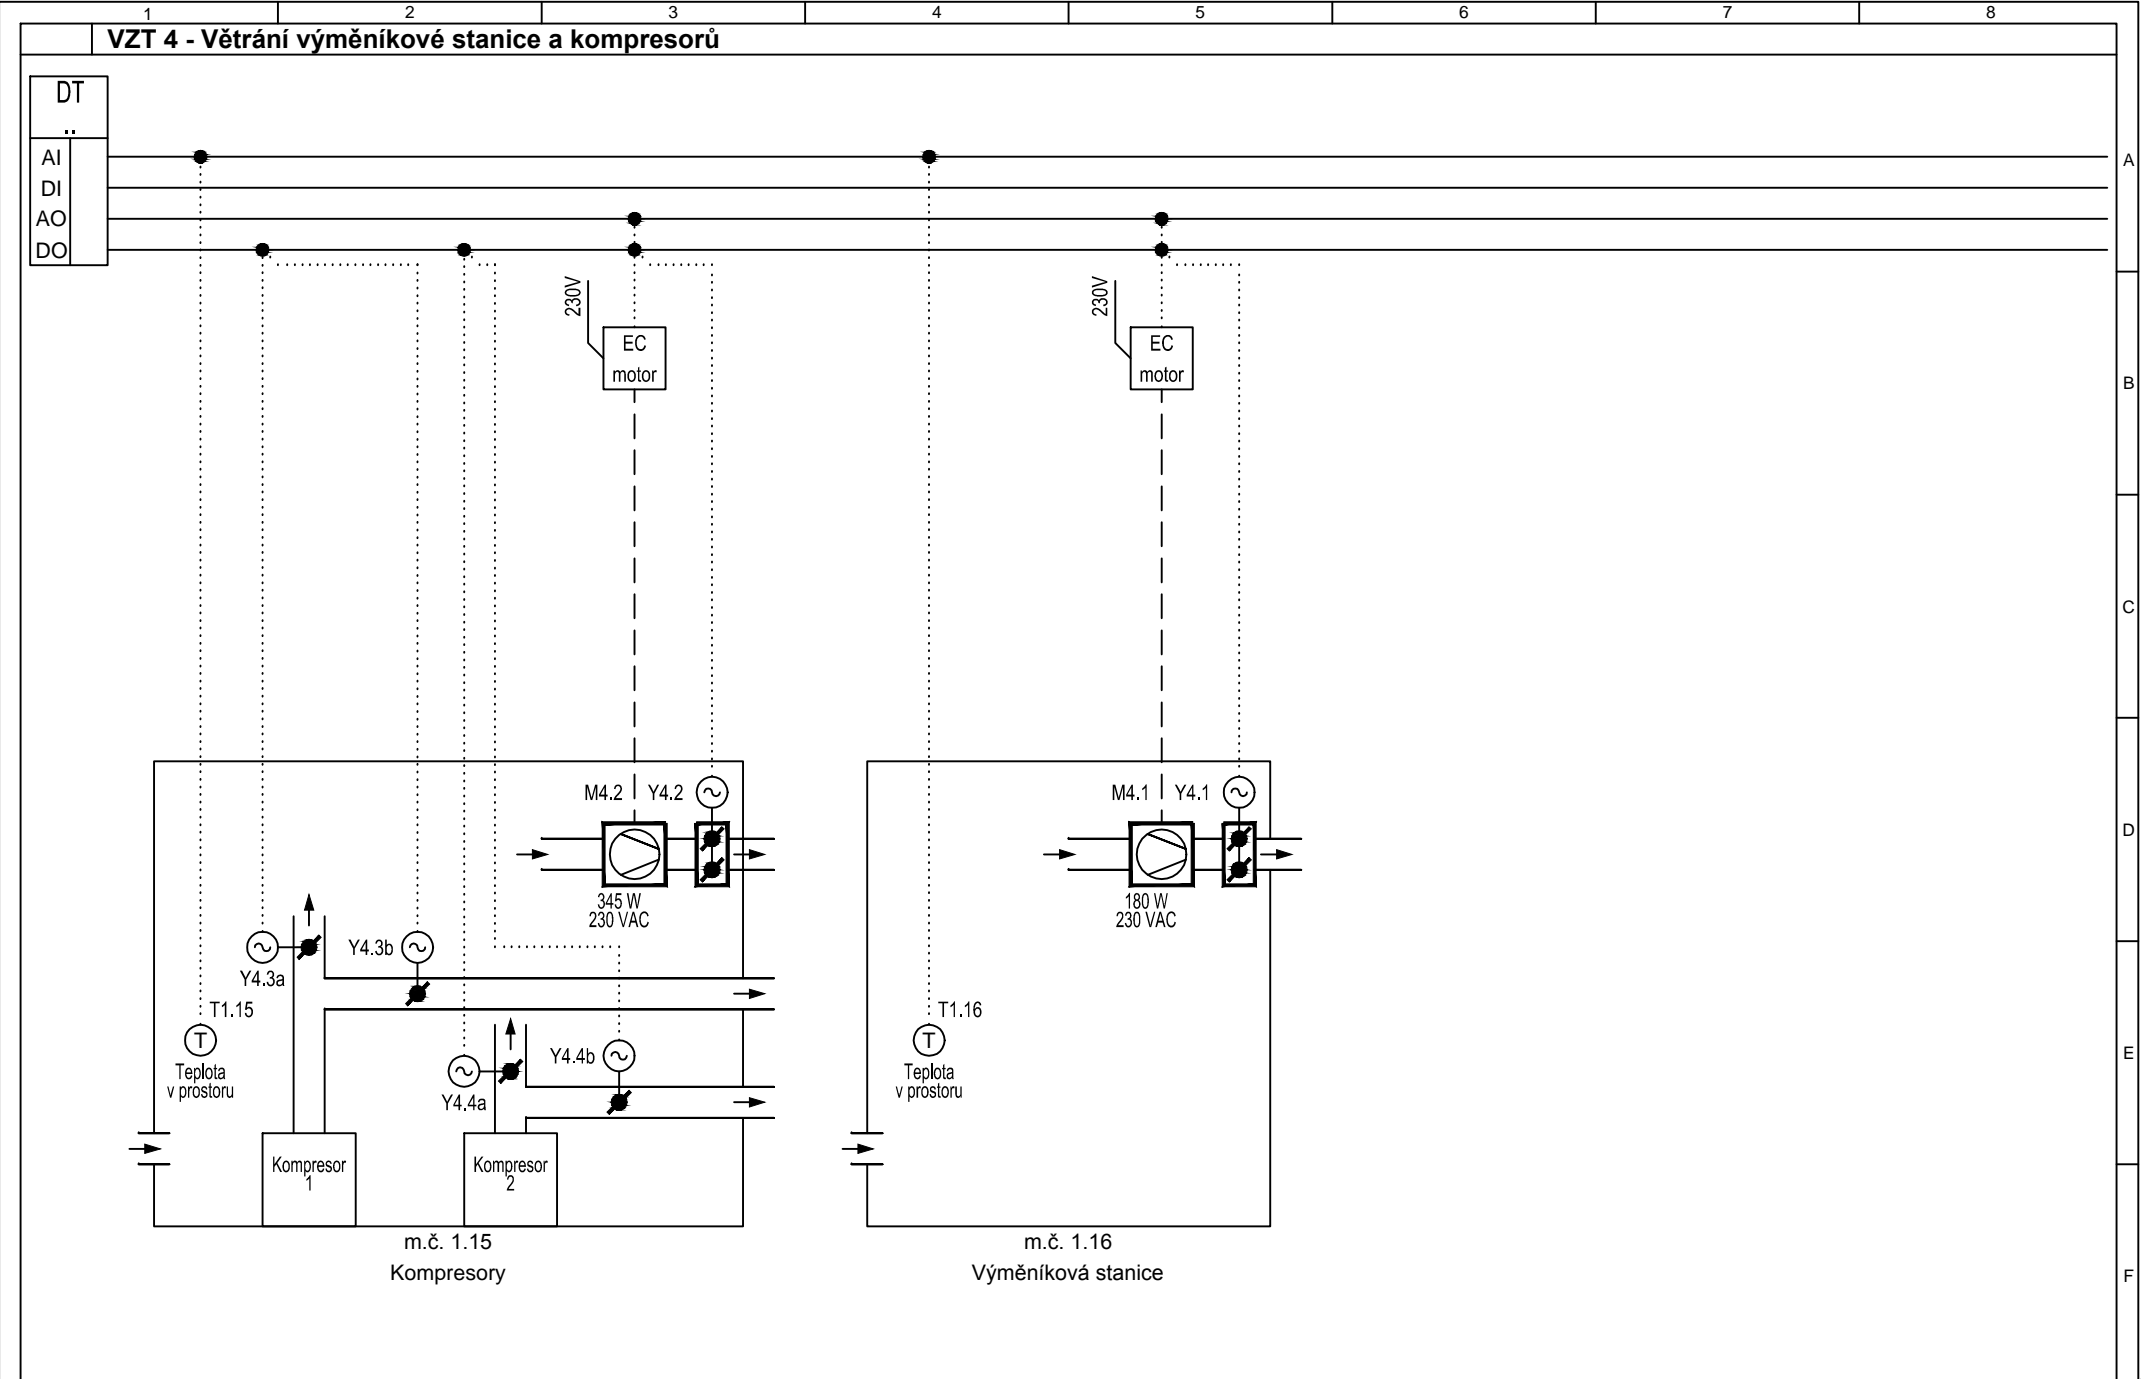 1 2 3 4 5 6 7 8
VZT 4 - Větrání výměníkové stanice a kompresorů
DT
..
AI
DI
AO
DO
A
B
C
D
E
F
230V
EC
motor
230V
EC
motor
M4.2 Y4.2
345 W
230 VAC
M4.1 Y4.1
180 W
230 VAC
Y4.3a
Y4.3b
T1.15
T
Teplota
v prostoru
Y4.4a
Y4.4b
Kompresor
1
Kompresor
2
T1.16
T
Teplota
v prostoru
m.č. 1.15
Kompresory
m.č. 1.16
Výměníková stanice